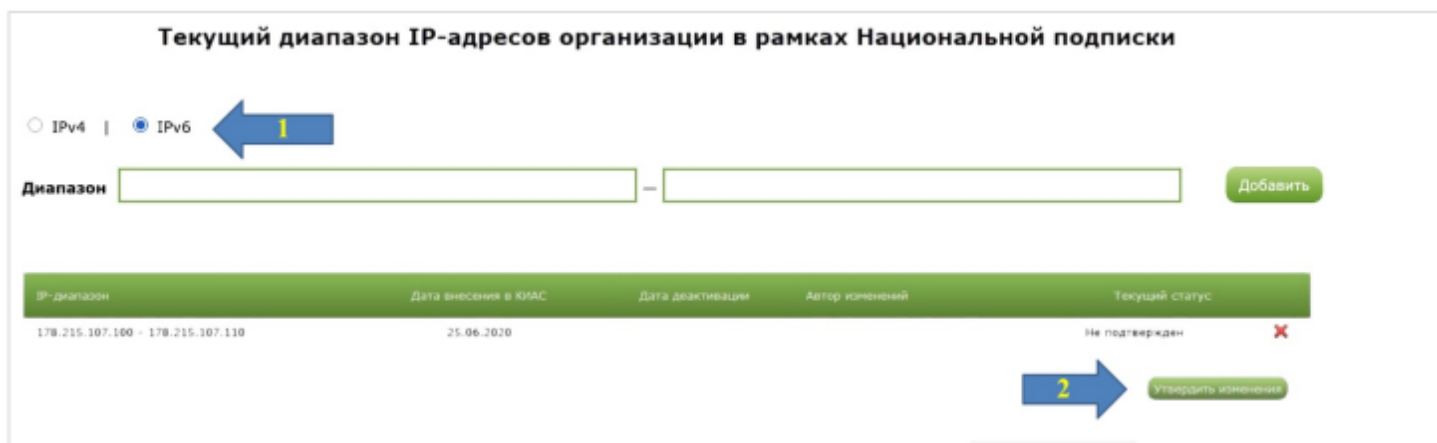 Текущий диапазон IP-адресов организации в рамках Национальной подписки
IPv4 | IPv6 1
Диапазон — Добавить
IP-диапазон Дата внесения в КИАС Дата деактивации Автор изменений Текущий статус
178.215.107.100 - 178.215.107.110 25.06.2020 Не подтвержден
2 Утвердить изменения